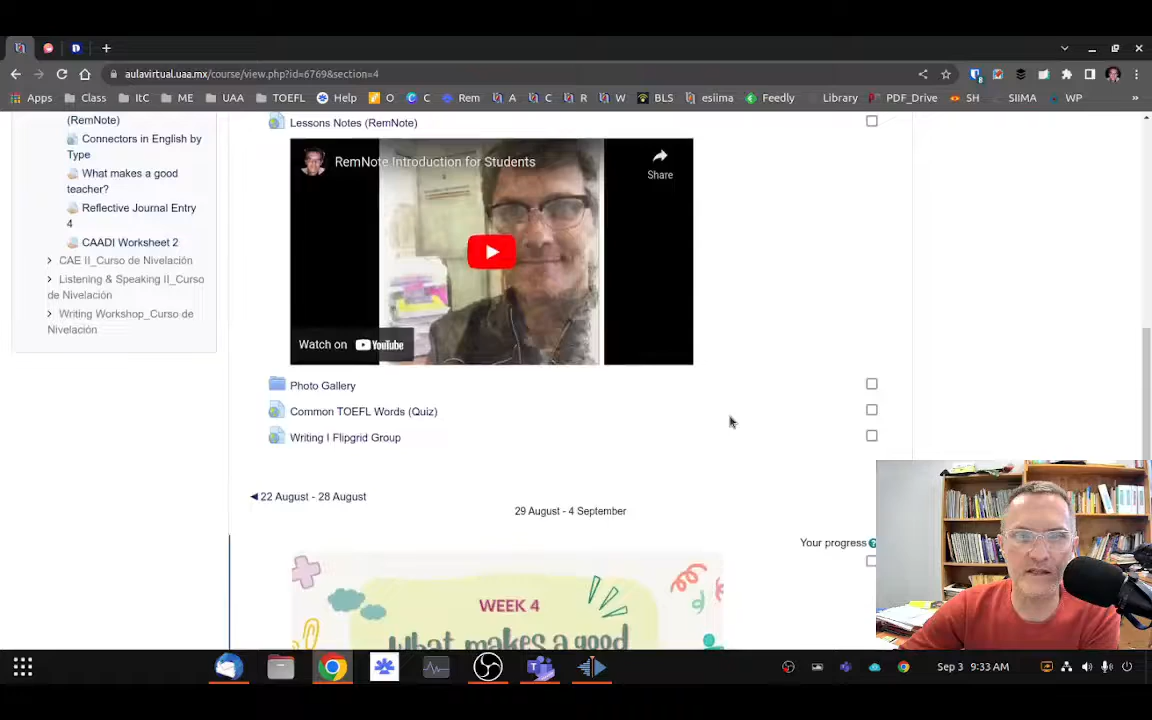 aulavirtual.uaa.mx/course/view.php?id=6769&section=4
Apps Class ItC ME UAA TOEFL Help O C Rem A C R W BLS esiima Feedly Library PDF_Drive SH SIIMA WP »
(RemNote)
Connectors in English by
Type
What makes a good
teacher?
Reflective Journal Entry
4
CAADI Worksheet 2
CAE II_Curso de Nivelación
Listening & Speaking II_Curso
de Nivelación
Writing Workshop_Curso de
Nivelación
Lessons Notes (RemNote)
RemNote Introduction for Students
Share
Watch on YouTube
Photo Gallery
Common TOEFL Words (Quiz)
Writing I Flipgrid Group
22 August - 28 August
29 August - 4 September
Your progress
WEEK 4
What makes a good
Sep 3 9:33 AM